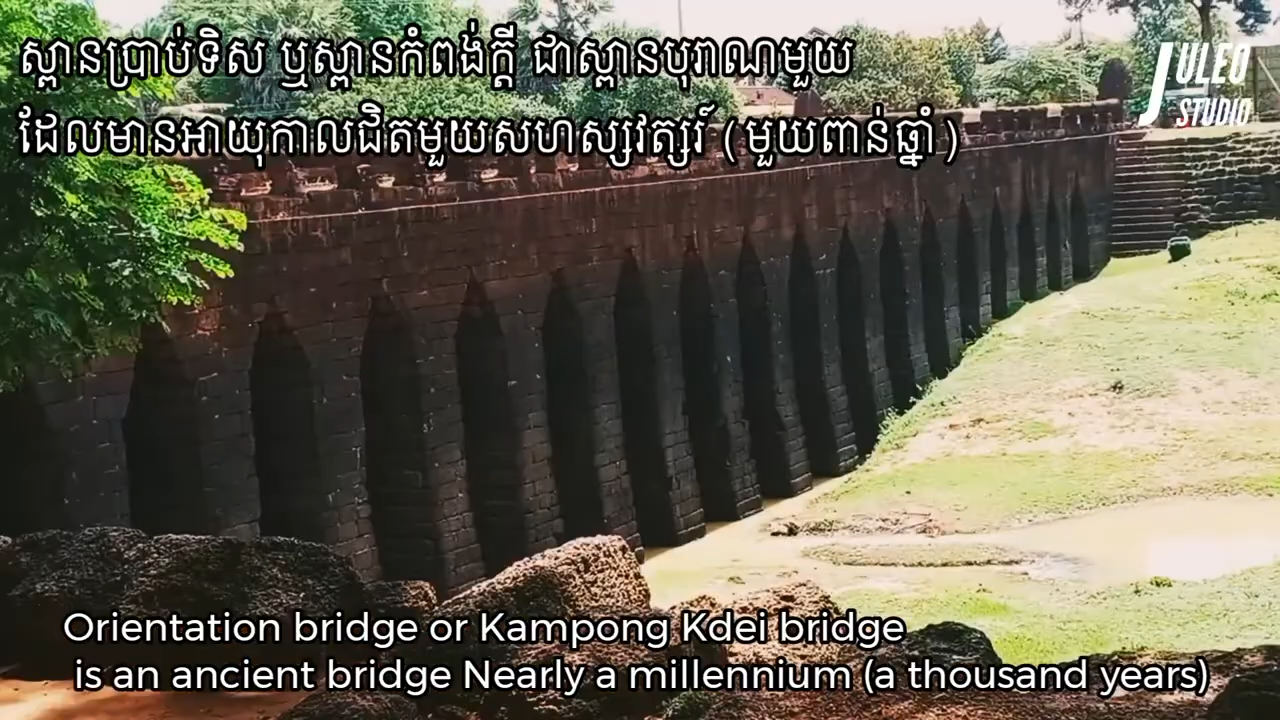 ស្ពានប្រាប់ទិស ឬស្ពានកំពង់ក្ដី ជាស្ពានបុរាណមួយ
ដែលមានអាយុកាលជិតមួយសហស្សវត្សរ៍ (មួយពាន់ឆ្នាំ)
JULEO
STUDIO
Orientation bridge or Kampong Kdei bridge
is an ancient bridge Nearly a millennium (a thousand years)